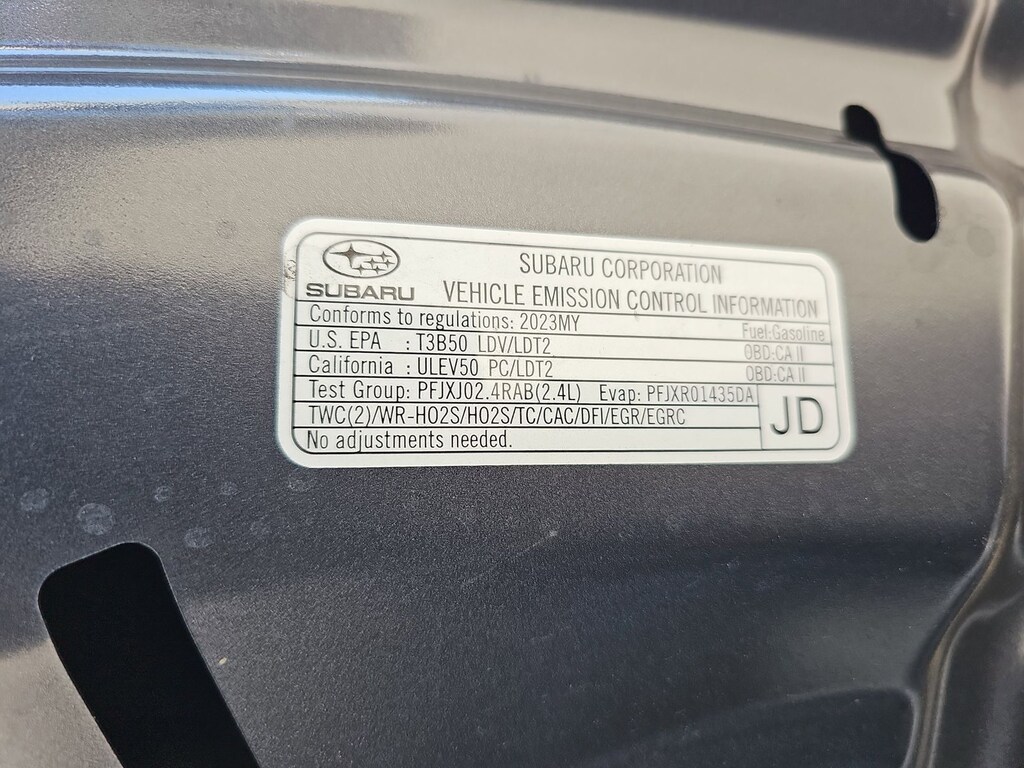 SUBARU CORPORATION
SUBARU VEHICLE EMISSION CONTROL INFORMATION
Conforms to regulations: 2023MY Fuel:Gasoline
U.S. EPA : T3B50 LDV/LDT2 OBD:CA II
California : ULEV50 PC/LDT2 OBD:CA II
Test Group: PFJXJ02.4RAB(2.4L) Evap: PFJXR01435DA
TWC(2)/WR-HO2S/HO2S/TC/CAC/DFI/EGR/EGRC JD
No adjustments needed.